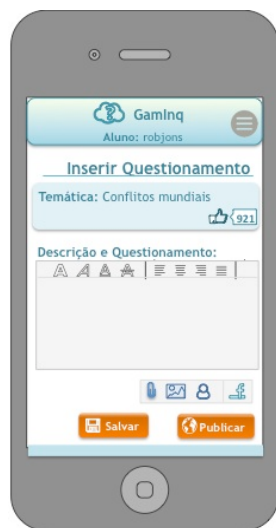 GamInq
Aluno: robjons
Inserir Questionamento
Temática: Conflitos mundiais
921
Descrição e Questionamento:
A A A A
Salvar
Publicar